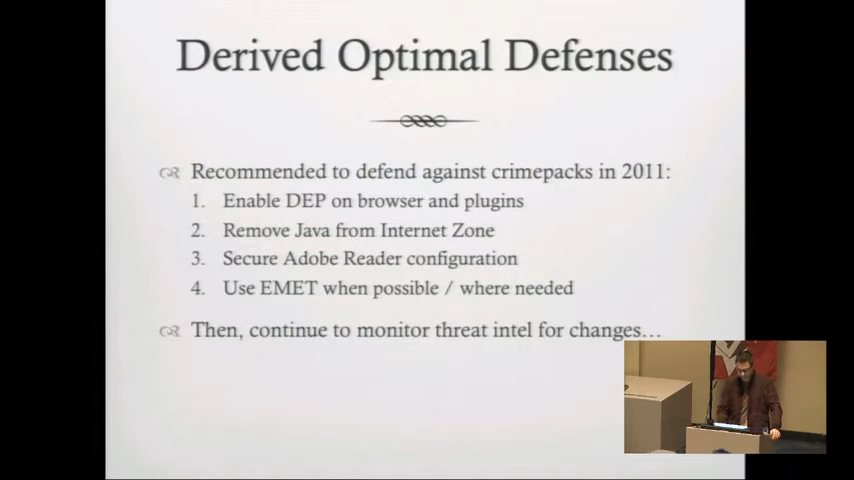 Derived Optimal Defenses
Recommended to defend against crimepacks in 2011:
1. Enable DEP on browser and plugins
2. Remove Java from Internet Zone
3. Secure Adobe Reader configuration
4. Use EMET when possible / where needed
Then, continue to monitor threat intel for changes...